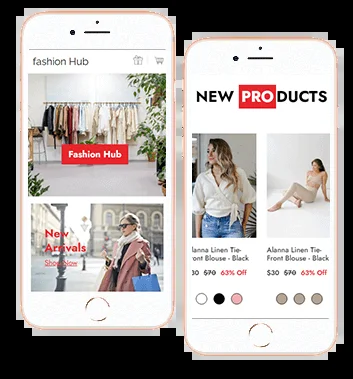 fashion Hub
Fashion Hub
New
Arrivals
Shop Now
NEW PRODUCTS
Alanna Linen Tie-
Front Blouse - Black
$30 $70 63% Off
Alanna Linen Tie-
Front Blouse - Black
$30 $70 63% Off